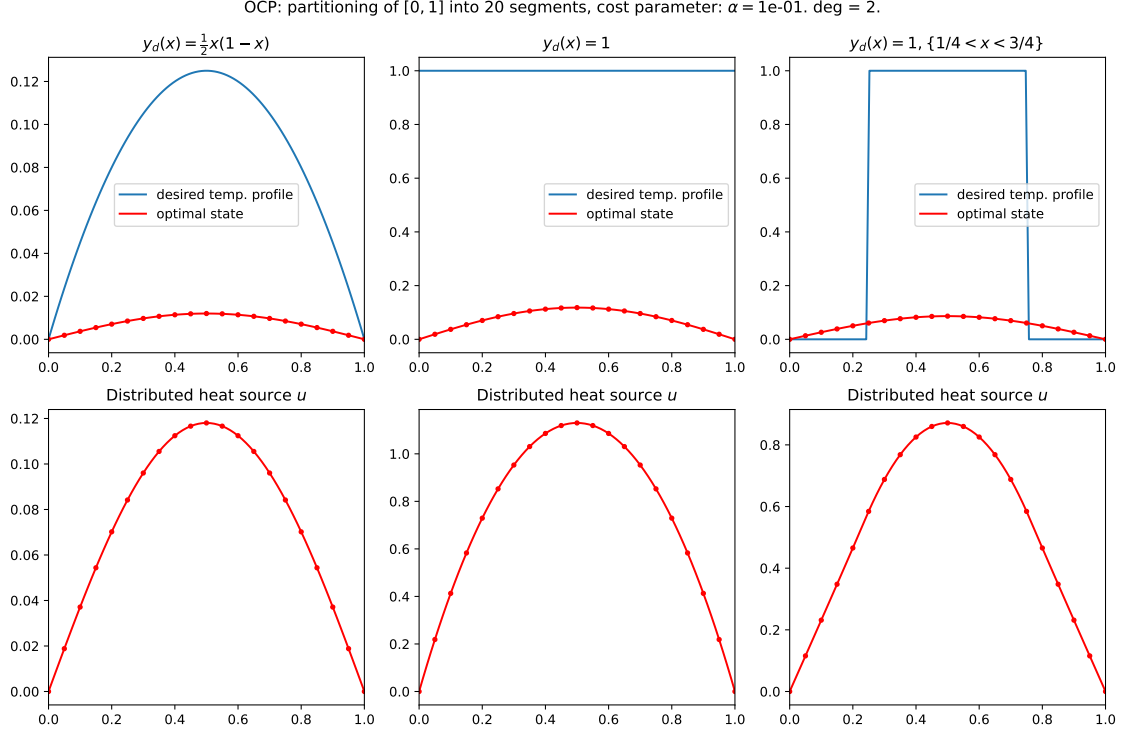 OCP: partitioning of [0, 1] into 20 segments, cost parameter: α = 1e-01. deg = 2.
y_d(x) = ½x(1 − x)
0.12
0.10
0.08
0.06
0.04
0.02
0.00
desired temp. profile
optimal state
0.0 0.2 0.4 0.6 0.8 1.0
y_d(x) = 1
1.0
0.8
0.6
0.4
0.2
0.0
desired temp. profile
optimal state
0.0 0.2 0.4 0.6 0.8 1.0
y_d(x) = 1, {1/4 < x < 3/4}
1.0
0.8
0.6
0.4
0.2
0.0
desired temp. profile
optimal state
0.0 0.2 0.4 0.6 0.8 1.0
Distributed heat source u
0.12
0.10
0.08
0.06
0.04
0.02
0.00
0.0 0.2 0.4 0.6 0.8 1.0
Distributed heat source u
1.0
0.8
0.6
0.4
0.2
0.0
0.0 0.2 0.4 0.6 0.8 1.0
Distributed heat source u
0.8
0.6
0.4
0.2
0.0
0.0 0.2 0.4 0.6 0.8 1.0